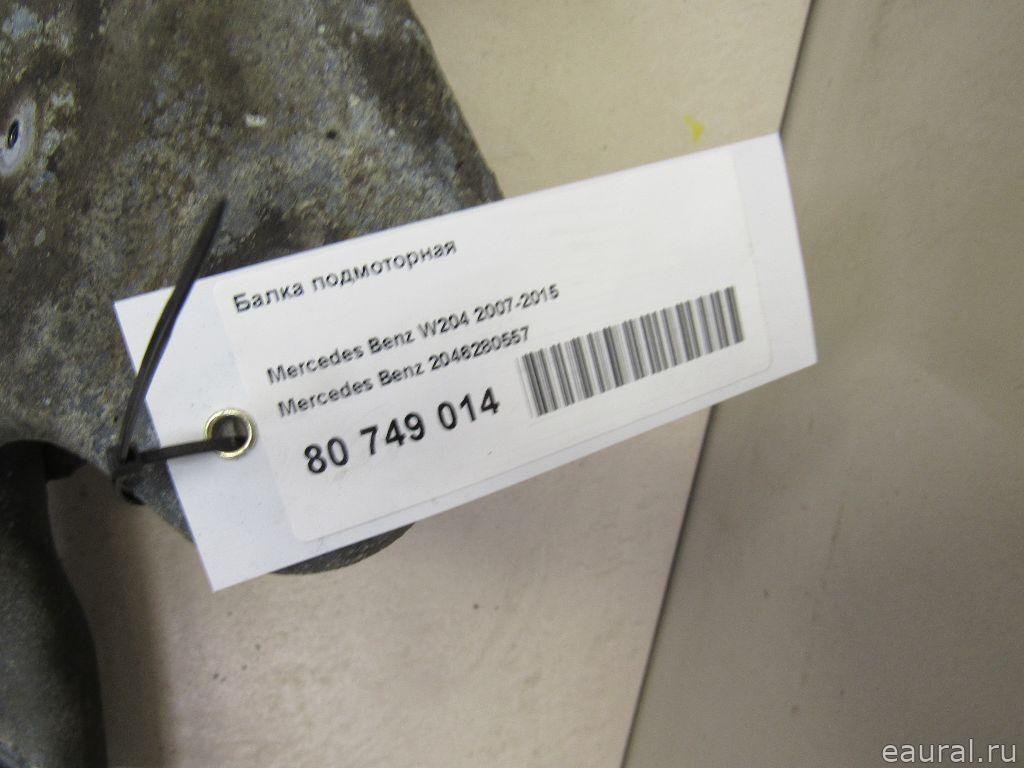 Балка подмоторная
Mercedes Benz W204 2007-2015
Mercedes Benz 2046280557
80 749 014
eaural.ru